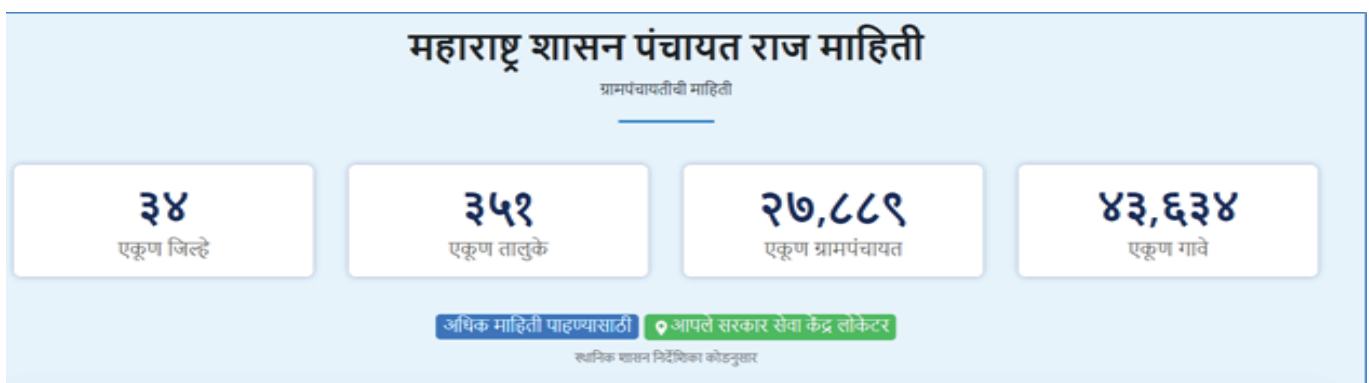 महाराष्ट्र शासन पंचायत राज माहिती
ग्रामपंचायतीची माहिती
३४
एकूण जिल्हे
३५१
एकूण तालुके
२७,८८९
एकूण ग्रामपंचायत
४३,६३४
एकूण गावे
अधिक माहिती पाहण्यासाठी
आपले सरकार सेवा केंद्र लोकेटर
स्थानिक शासन निर्देशिका कोडनुसार